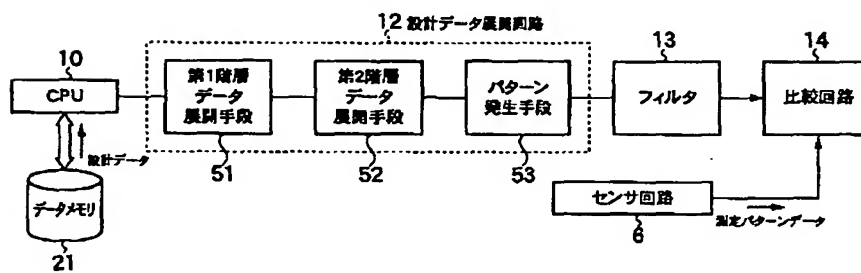 12 設計データ展開回路
10
CPU
第1階層
データ
展開手段
51
第2階層
データ
展開手段
52
パターン
発生手段
53
13
フィルタ
14
比較回路
設計データ
データメモリ
21
センサ回路
6
測定パターンデータ